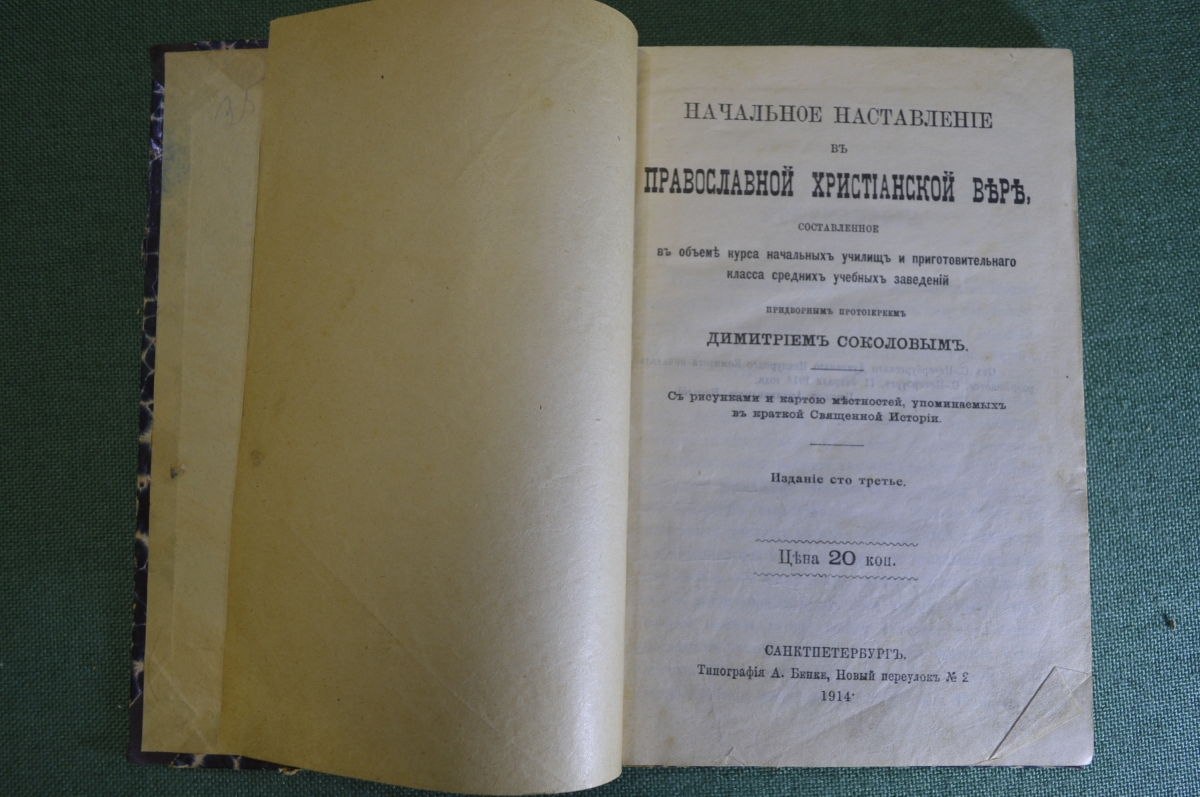 НАЧАЛЬНОЕ НАСТАВЛЕНІЕ
ВЪ
ПРАВОСЛАВНОЙ ХРИСТІАНСКОЙ ВѢРѢ,
СОСТАВЛЕННОЕ
въ объемѣ курса начальныхъ училищъ и приготовительнаго
класса среднихъ учебныхъ заведеній
ПРИДВОРНЫМЪ ПРОТОІЕРЕЕМЪ
ДИМИТРІЕМЪ СОКОЛОВЫМЪ.
Съ рисунками и картою мѣстностей, упоминаемыхъ
въ краткой Священной Исторіи.
Изданіе сто третье.
Цѣна 20 коп.
САНКТПЕТЕРБУРГЪ.
Типографія А. Бенке, Новый переулокъ № 2
1914